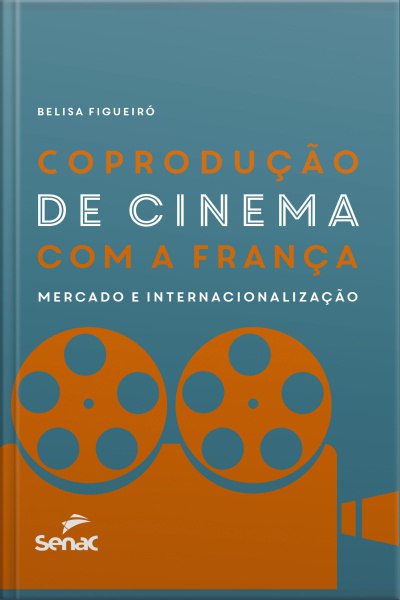 BELISA FIGUEIRÓ
COPRODUÇÃO
DE CINEMA
COM A FRANÇA
MERCADO E INTERNACIONALIZAÇÃO
senac